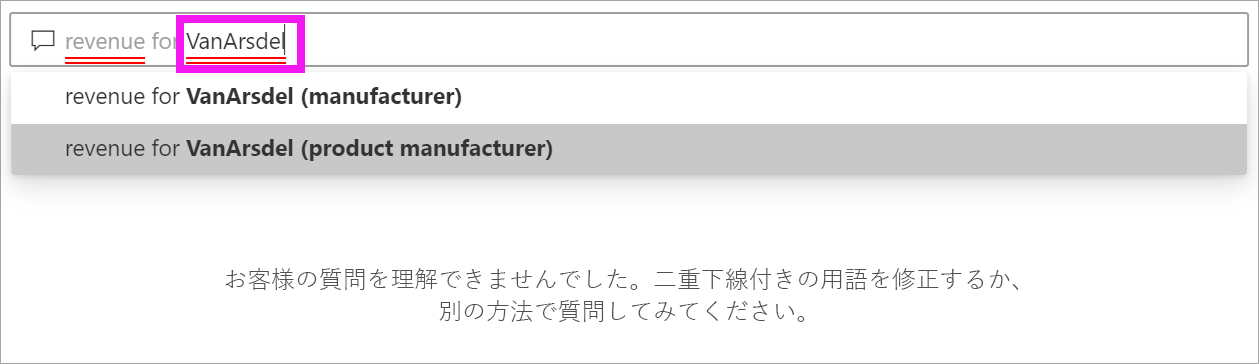 revenue for VanArsdel
revenue for VanArsdel (manufacturer)
revenue for VanArsdel (product manufacturer)
お客様の質問を理解できませんでした。二重下線付きの用語を修正するか、
別の方法で質問してみてください。